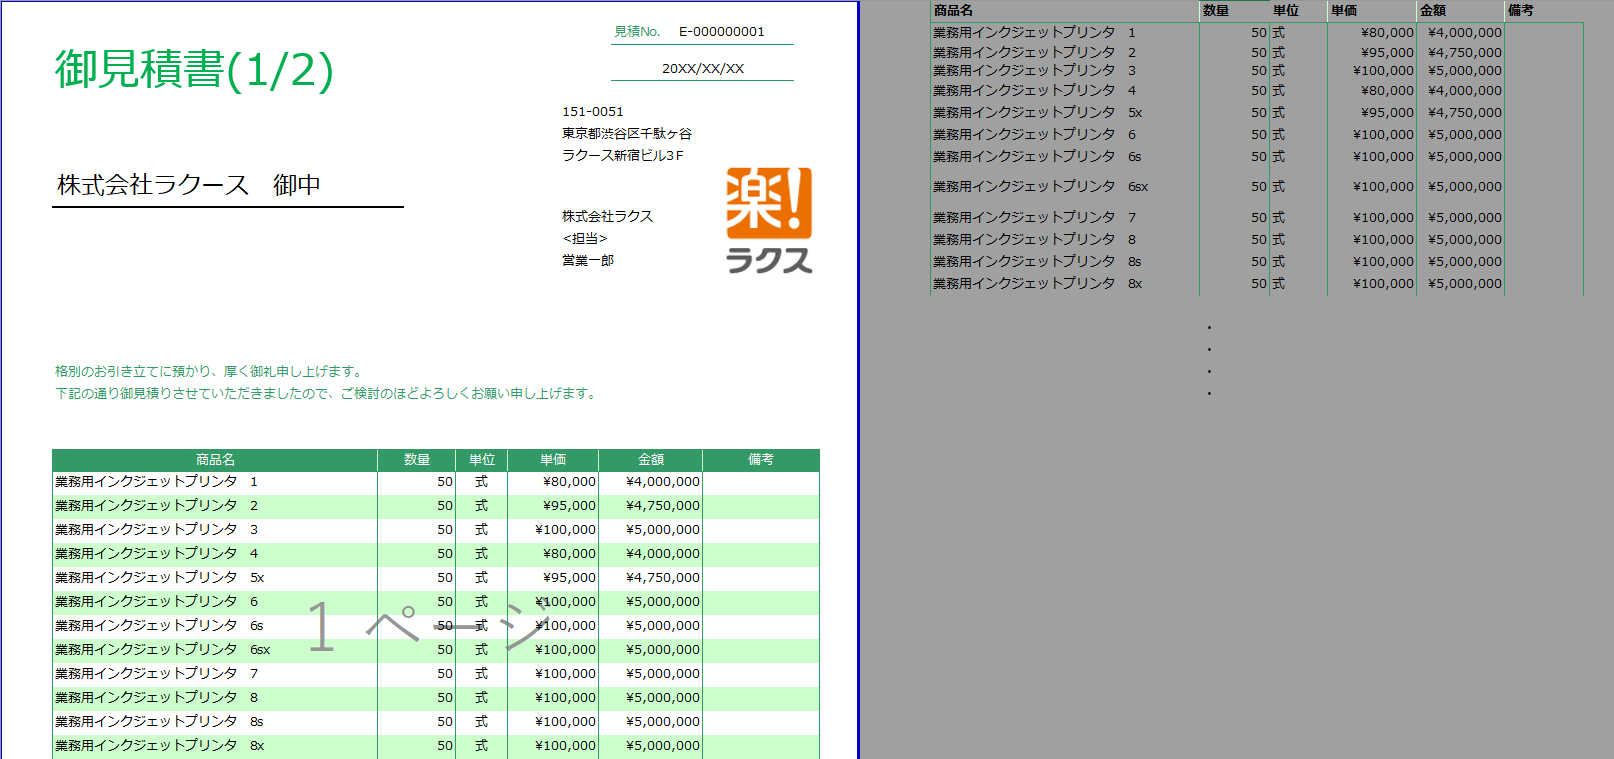 御見積書(1/2)
見積No. E-000000001
20XX/XX/XX
151-0051
東京都渋谷区千駄ヶ谷
ラクース新宿ビル3Ｆ
株式会社ラクース　御中
株式会社ラクス
<担当>
営業一郎
楽!
ラクス
格別のお引き立てに預かり、厚く御礼申し上げます。
下記の通り御見積りさせていただきましたので、ご検討のほどよろしくお願い申し上げます。
商品名 数量 単位 単価 金額 備考
業務用インクジェットプリンタ　1 50 式 ¥80,000 ¥4,000,000
業務用インクジェットプリンタ　2 50 式 ¥95,000 ¥4,750,000
業務用インクジェットプリンタ　3 50 式 ¥100,000 ¥5,000,000
業務用インクジェットプリンタ　4 50 式 ¥80,000 ¥4,000,000
業務用インクジェットプリンタ　5x 50 式 ¥95,000 ¥4,750,000
業務用インクジェットプリンタ　6 50 式 ¥100,000 ¥5,000,000
業務用インクジェットプリンタ　6s 50 式 ¥100,000 ¥5,000,000
業務用インクジェットプリンタ　6sx 50 式 ¥100,000 ¥5,000,000
業務用インクジェットプリンタ　7 50 式 ¥100,000 ¥5,000,000
業務用インクジェットプリンタ　8 50 式 ¥100,000 ¥5,000,000
業務用インクジェットプリンタ　8s 50 式 ¥100,000 ¥5,000,000
業務用インクジェットプリンタ　8x 50 式 ¥100,000 ¥5,000,000
1 ページ
商品名 数量 単位 単価 金額 備考
業務用インクジェットプリンタ　1 50 式 ¥80,000 ¥4,000,000
業務用インクジェットプリンタ　2 50 式 ¥95,000 ¥4,750,000
業務用インクジェットプリンタ　3 50 式 ¥100,000 ¥5,000,000
業務用インクジェットプリンタ　4 50 式 ¥80,000 ¥4,000,000
業務用インクジェットプリンタ　5x 50 式 ¥95,000 ¥4,750,000
業務用インクジェットプリンタ　6 50 式 ¥100,000 ¥5,000,000
業務用インクジェットプリンタ　6s 50 式 ¥100,000 ¥5,000,000
業務用インクジェットプリンタ　6sx 50 式 ¥100,000 ¥5,000,000
業務用インクジェットプリンタ　7 50 式 ¥100,000 ¥5,000,000
業務用インクジェットプリンタ　8 50 式 ¥100,000 ¥5,000,000
業務用インクジェットプリンタ　8s 50 式 ¥100,000 ¥5,000,000
業務用インクジェットプリンタ　8x 50 式 ¥100,000 ¥5,000,000
・
・
・
・